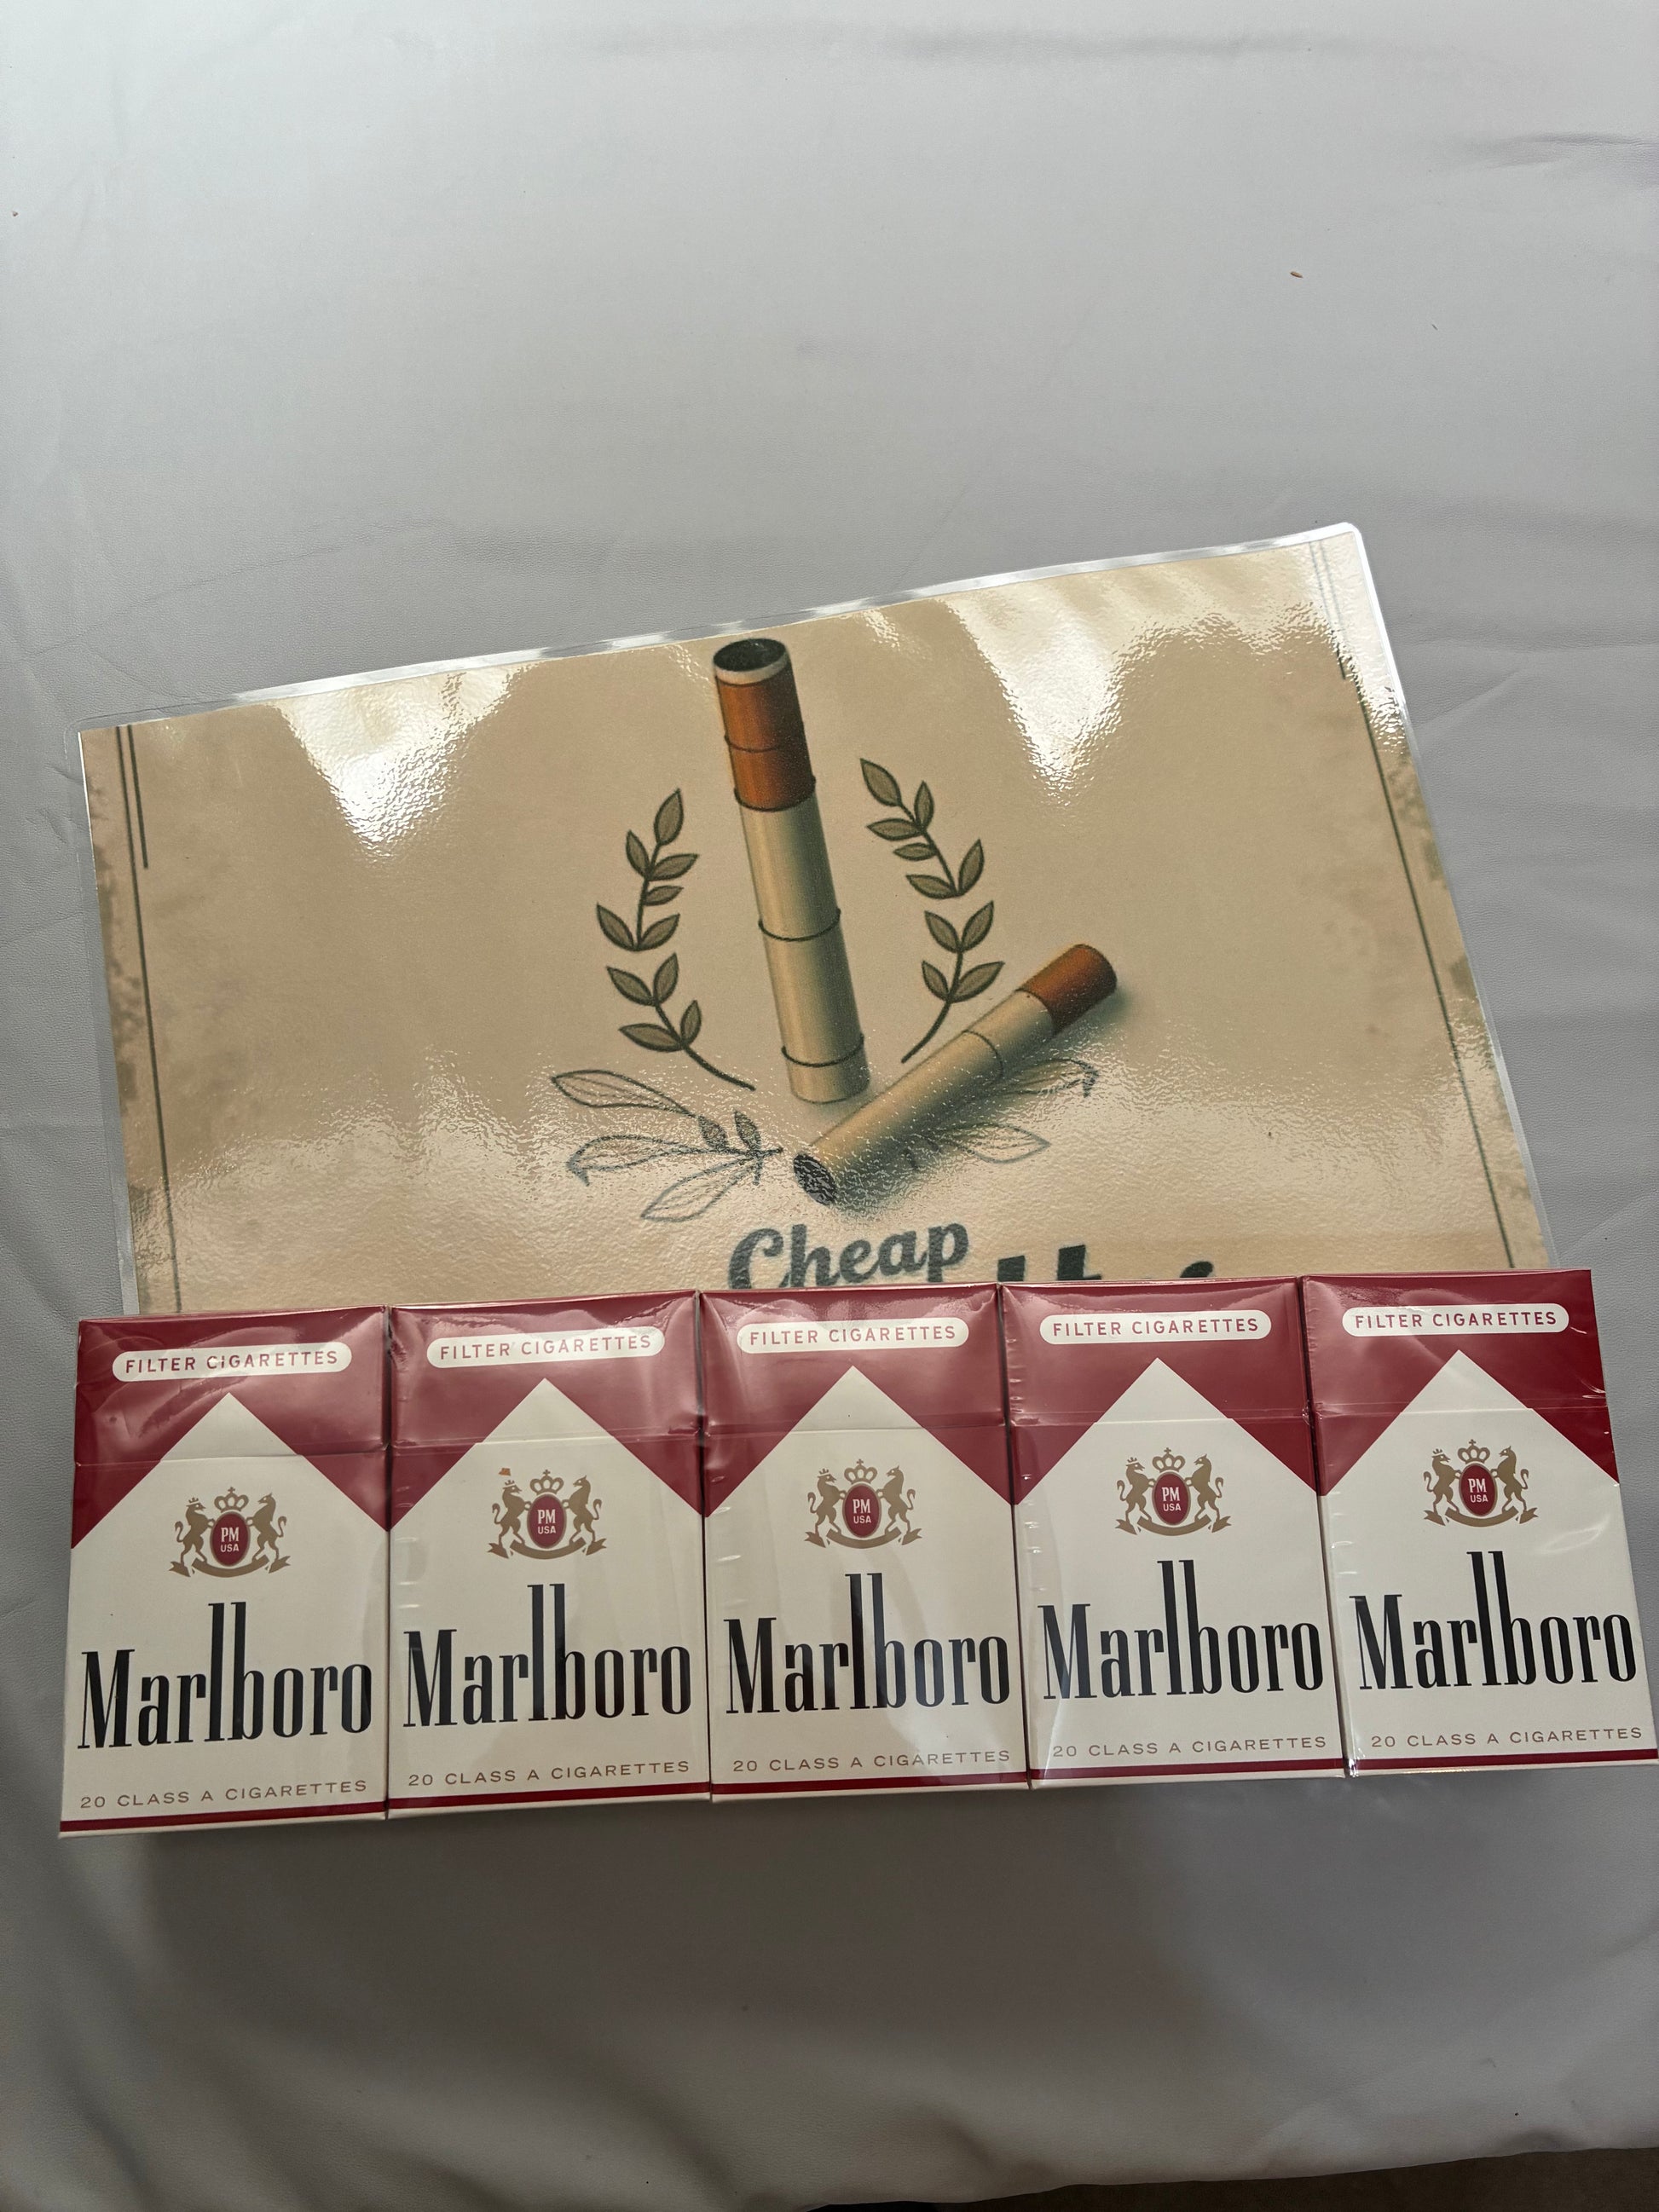 Cheap
FILTER CIGARETTES FILTER CIGARETTES FILTER CIGARETTES FILTER CIGARETTES FILTER CIGARETTES
PM PM PM PM PM
USA USA USA USA USA
Marlboro Marlboro Marlboro Marlboro Marlboro
20 CLASS A CIGARETTES 20 CLASS A CIGARETTES 20 CLASS A CIGARETTES 20 CLASS A CIGARETTES 20 CLASS A CIGARETTES